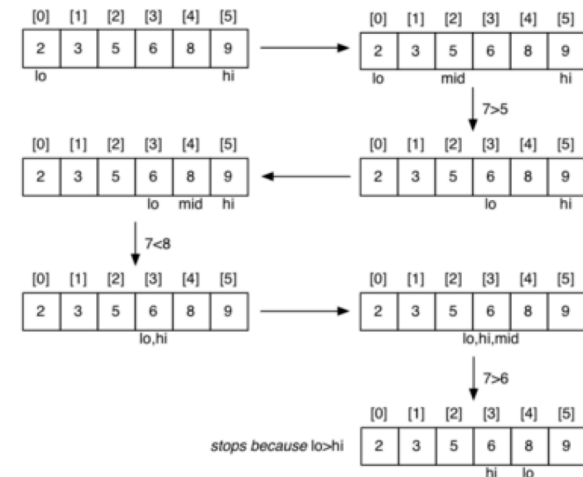 [0] [1] [2] [3] [4] [5]
2 3 5 6 8 9
lo hi
[0] [1] [2] [3] [4] [5]
2 3 5 6 8 9
lo mid hi
7>5
[0] [1] [2] [3] [4] [5]
2 3 5 6 8 9
lo hi
[0] [1] [2] [3] [4] [5]
2 3 5 6 8 9
lo mid hi
7<8
[0] [1] [2] [3] [4] [5]
2 3 5 6 8 9
lo,hi
[0] [1] [2] [3] [4] [5]
2 3 5 6 8 9
lo,hi,mid
7>6
[0] [1] [2] [3] [4] [5]
stops because lo>hi 2 3 5 6 8 9
hi lo